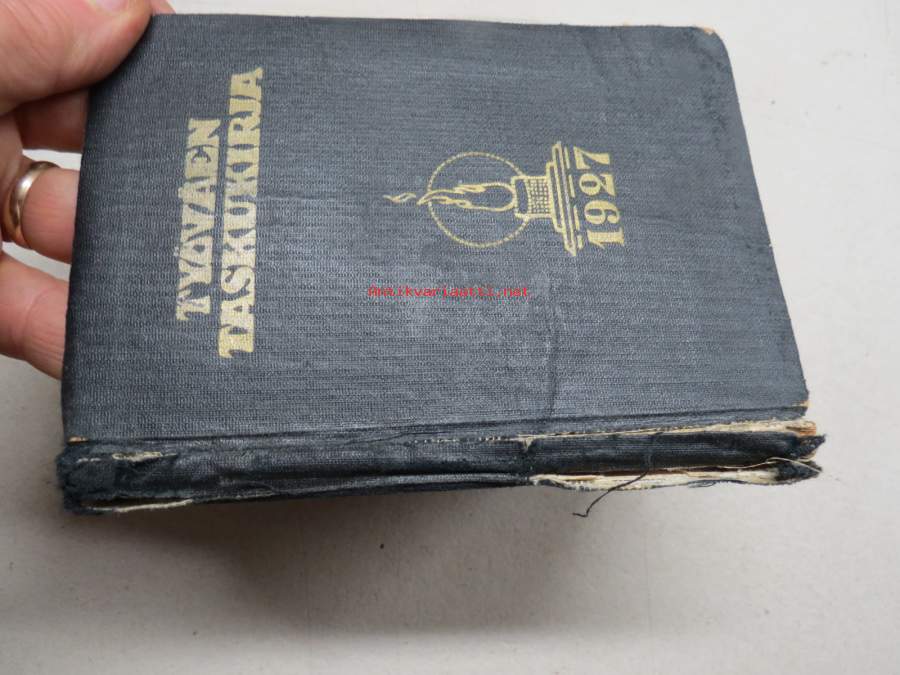 TYÖVÄEN
TASKUKIRJA
1927
Antikvariaatti.net